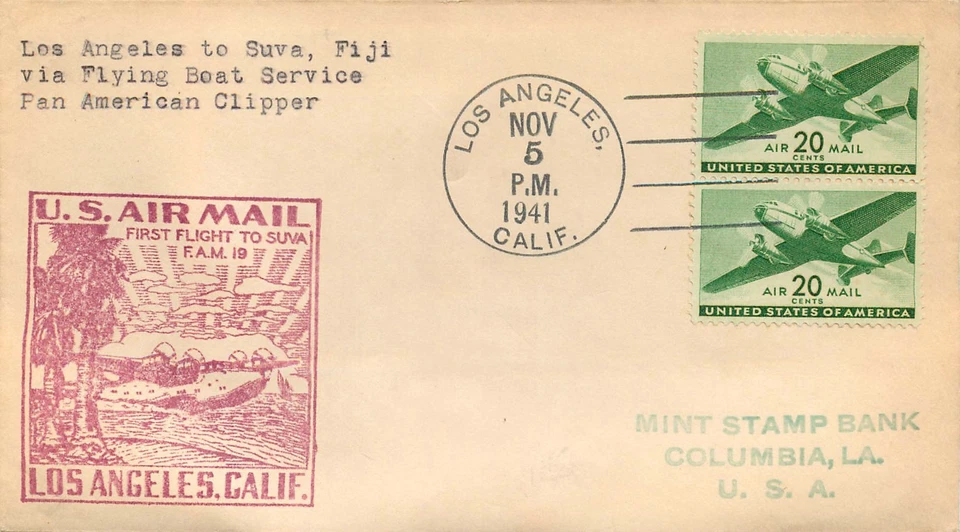 Los Angeles to Suva, Fiji
via Flying Boat Service
Pan American Clipper
LOS ANGELES,
NOV
5
P.M.
1941
CALIF.
AIR 20 MAIL
CENTS
UNITED STATES OF AMERICA
AIR 20 MAIL
CENTS
UNITED STATES OF AMERICA
U.S. AIR MAIL
FIRST FLIGHT TO SUVA
F.A.M. 19
LOS ANGELES, CALIF.
MINT STAMP BANK
COLUMBIA, LA.
U. S. A.